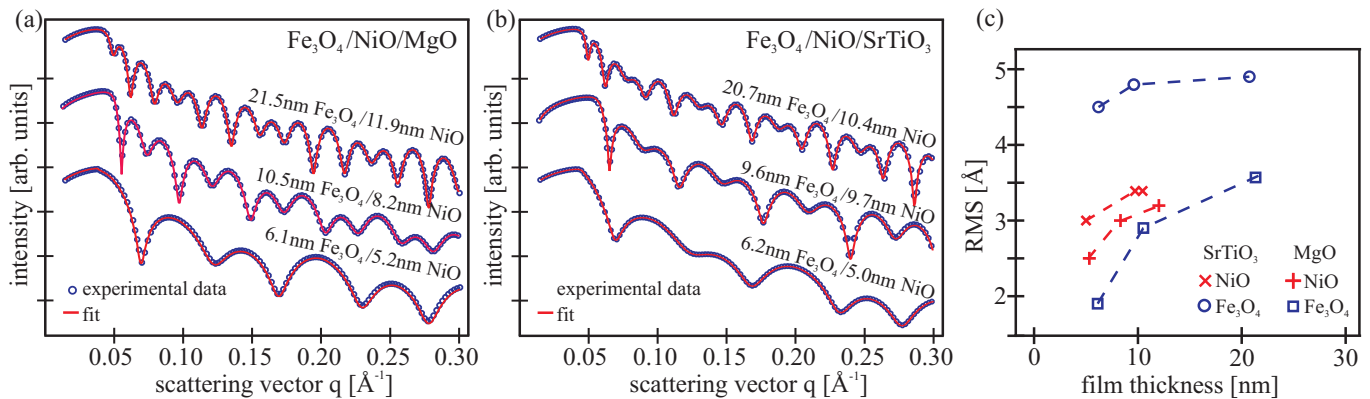 (a)
Fe₃O₄/NiO/MgO
21.5nm Fe₃O₄/11.9nm NiO
10.5nm Fe₃O₄/8.2nm NiO
6.1nm Fe₃O₄/5.2nm NiO
experimental data
fit
intensity [arb. units]
0.05 0.10 0.15 0.20 0.25 0.30
scattering vector q [Å⁻¹]
(b)
Fe₃O₄/NiO/SrTiO₃
20.7nm Fe₃O₄/10.4nm NiO
9.6nm Fe₃O₄/9.7nm NiO
6.2nm Fe₃O₄/5.0nm NiO
experimental data
fit
intensity [arb. units]
0.05 0.10 0.15 0.20 0.25 0.30
scattering vector q [Å⁻¹]
(c)
5
4
3
2
RMS [Å]
SrTiO₃ MgO
NiO NiO
Fe₃O₄ Fe₃O₄
0 10 20 30
film thickness [nm]